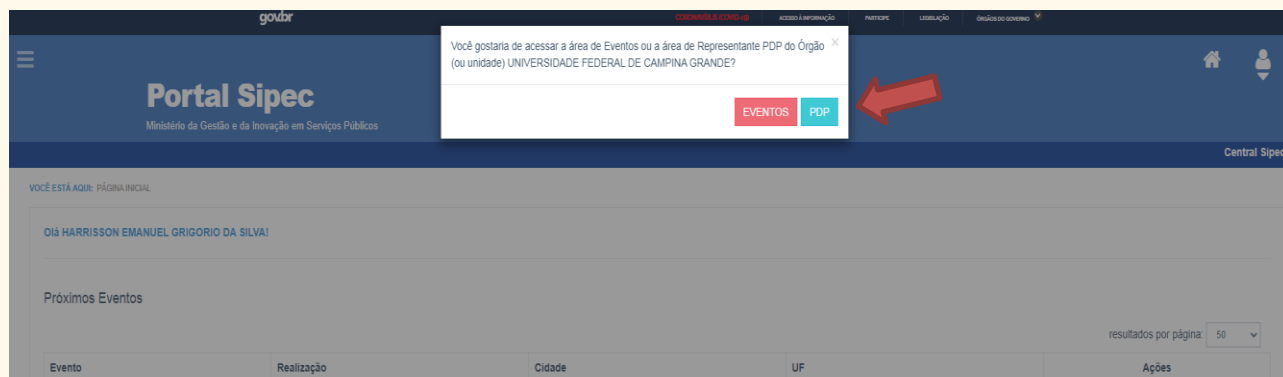 gov.br
CORONAVÍRUS (COVID-19) ACESSO À INFORMAÇÃO PARTICIPE LEGISLAÇÃO ÓRGÃOS DO GOVERNO
Você gostaria de acessar a área de Eventos ou a área de Representante PDP do Órgão
(ou unidade) UNIVERSIDADE FEDERAL DE CAMPINA GRANDE?
EVENTOS PDP
Portal Sipec
Ministério da Gestão e da Inovação em Serviços Públicos
Central Sipec
VOCÊ ESTÁ AQUI: PÁGINA INICIAL
Olá HARRISSON EMANUEL GRIGORIO DA SILVA!
Próximos Eventos
resultados por página: 50
Evento Realização Cidade UF Ações